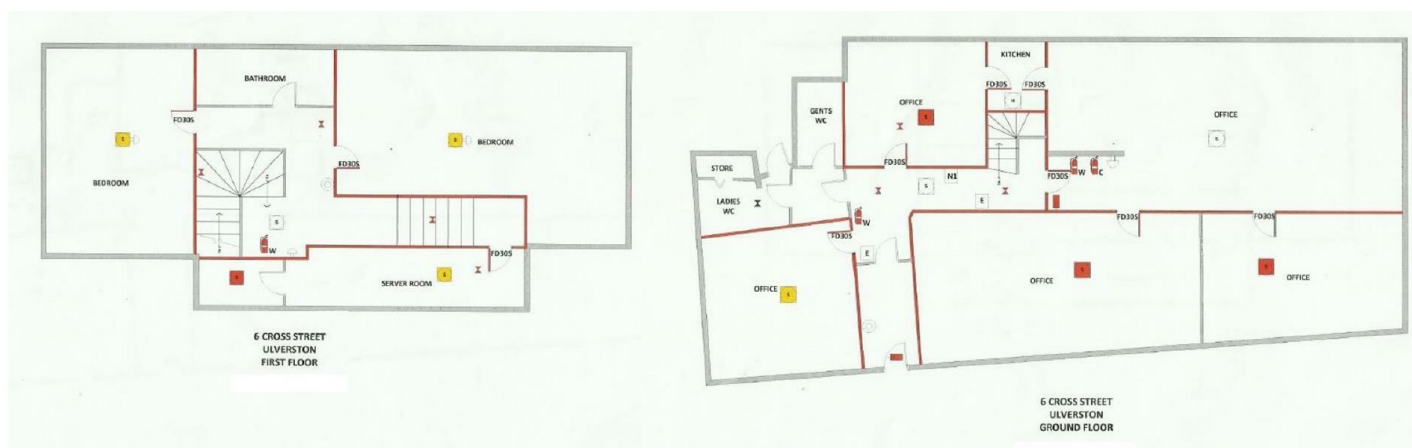 BATHROOM
FD30S
S
S
BEDROOM
FD30S
BEDROOM
S
W
FD30S
S
S
SERVER ROOM
6 CROSS STREET
ULVERSTON
FIRST FLOOR
KITCHEN
FD30S
FD30S
H
OFFICE
S
GENTS
WC
OFFICE
S
STORE
FD30S
W
C
FD30S
N1
S
LADIES
WC
E
W
FD30S
FD30S
FD30S
E
OFFICE
S
S
OFFICE
S
OFFICE
6 CROSS STREET
ULVERSTON
GROUND FLOOR